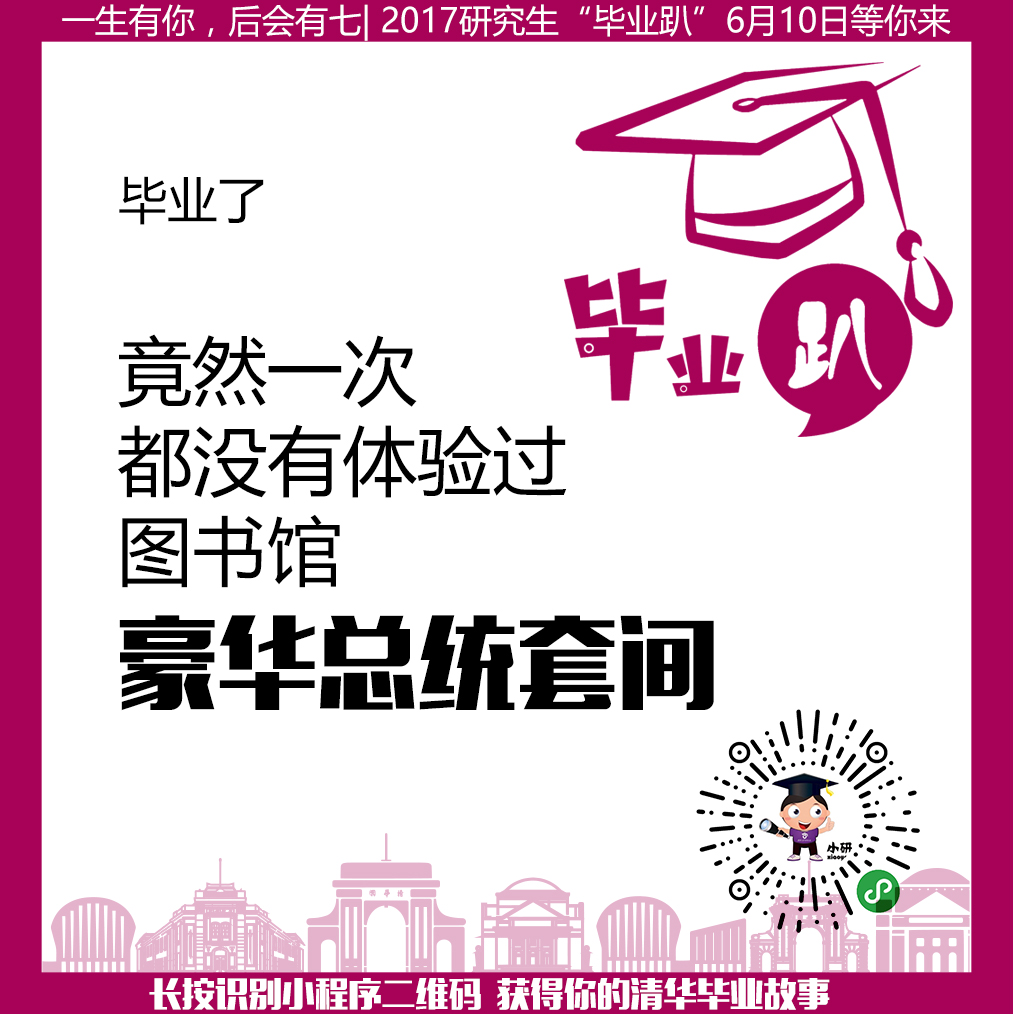 一生有你，后会有七| 2017研究生“毕业趴”6月10日等你来
毕业了
毕业趴
竟然一次
都没有体验过
图书馆
豪华总统套间
小研
清華園
长按识别小程序二维码 获得你的清华毕业故事